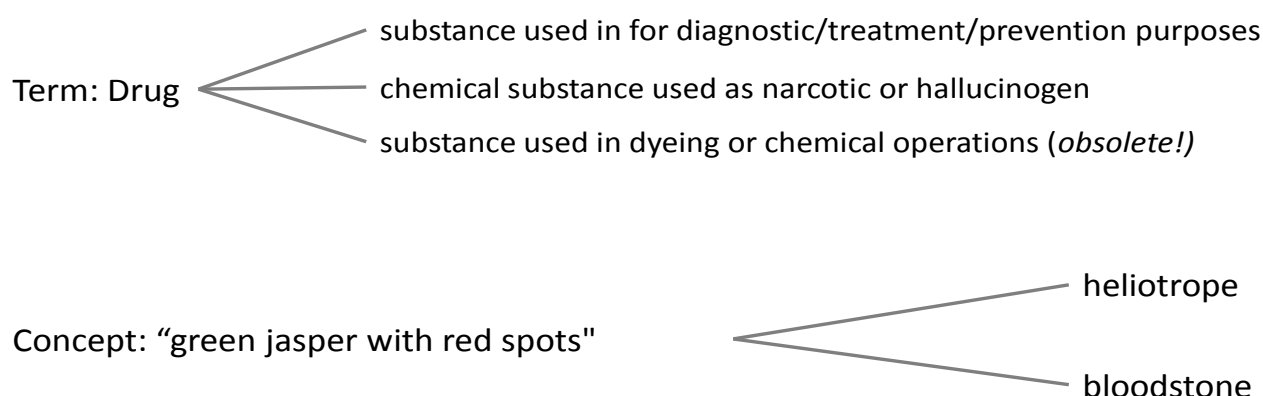 substance used in for diagnostic/treatment/prevention purposes
Term: Drug
chemical substance used as narcotic or hallucinogen
substance used in dyeing or chemical operations (obsolete!)
heliotrope
Concept: “green jasper with red spots"
bloodstone